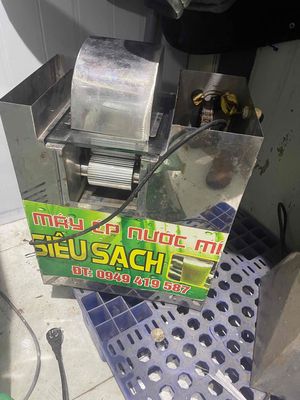 MÁY ÉP NƯỚC MÍ
SIÊU SẠCH
ĐT: 0949 419 587